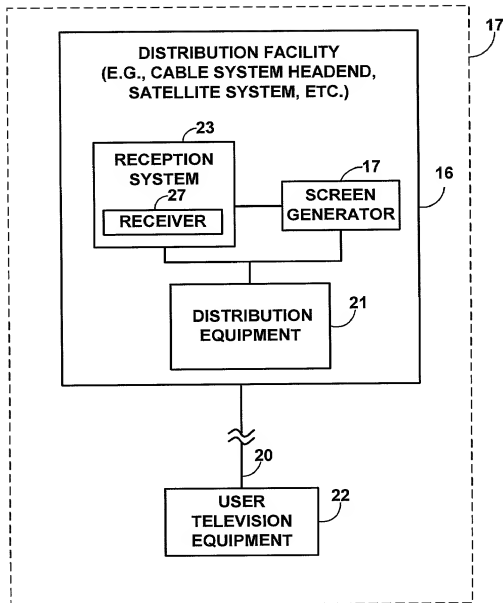 17
DISTRIBUTION FACILITY
(E.G., CABLE SYSTEM HEADEND,
SATELLITE SYSTEM, ETC.)
23
RECEPTION
SYSTEM
27
RECEIVER
17
SCREEN
GENERATOR
16
DISTRIBUTION
EQUIPMENT
21
20
USER
TELEVISION
EQUIPMENT
22